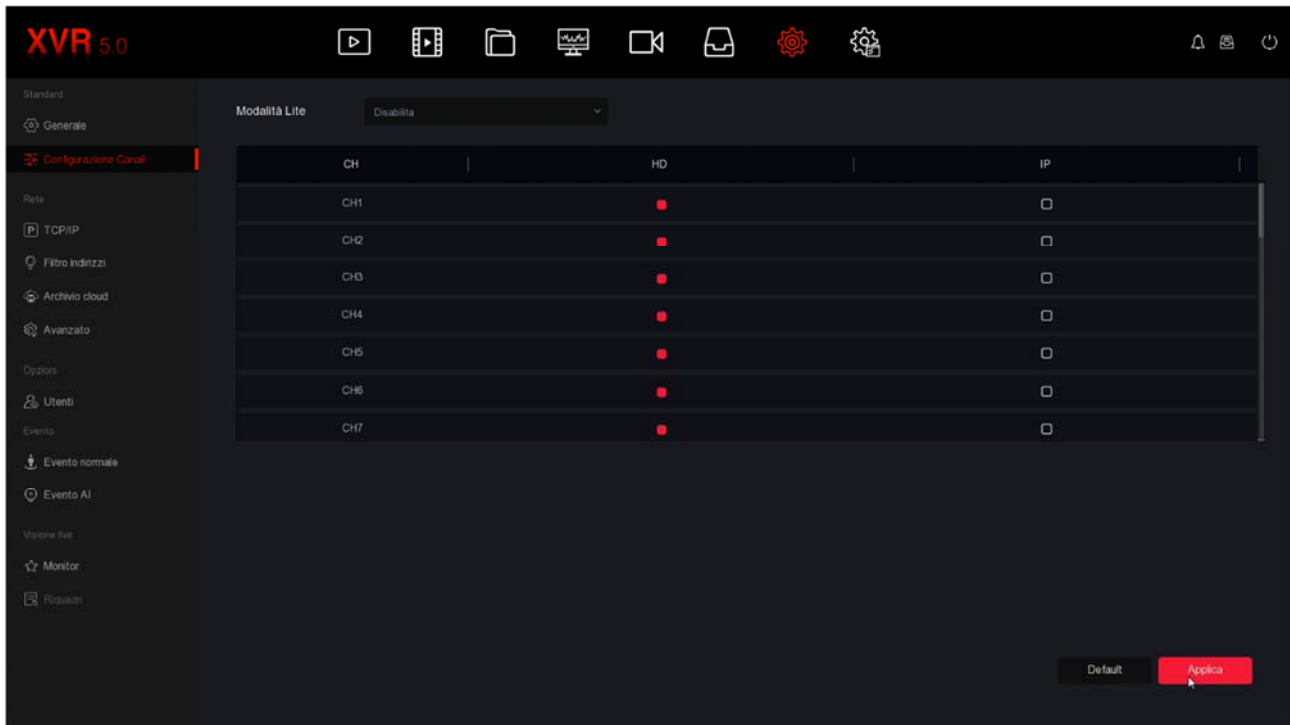 XVR 5.0
Standard
Generale
Configurazione Canali
Rete
P TCP/IP
Filtro indirizzi
Archivio cloud
Avanzato
Opzioni
Utenti
Evento
Evento normale
Evento AI
Visione live
Monitor
Riquadri
Modalità Lite Disabilita
CH HD IP
CH1
CH2
CH3
CH4
CH5
CH6
CH7
Default Applica